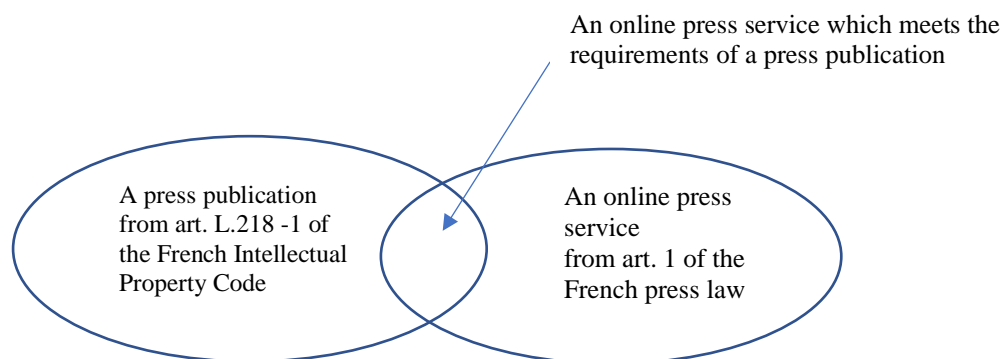 An online press service which meets the
requirements of a press publication
A press publication
from art. L.218 -1 of
the French Intellectual
Property Code
An online press
service
from art. 1 of the
French press law